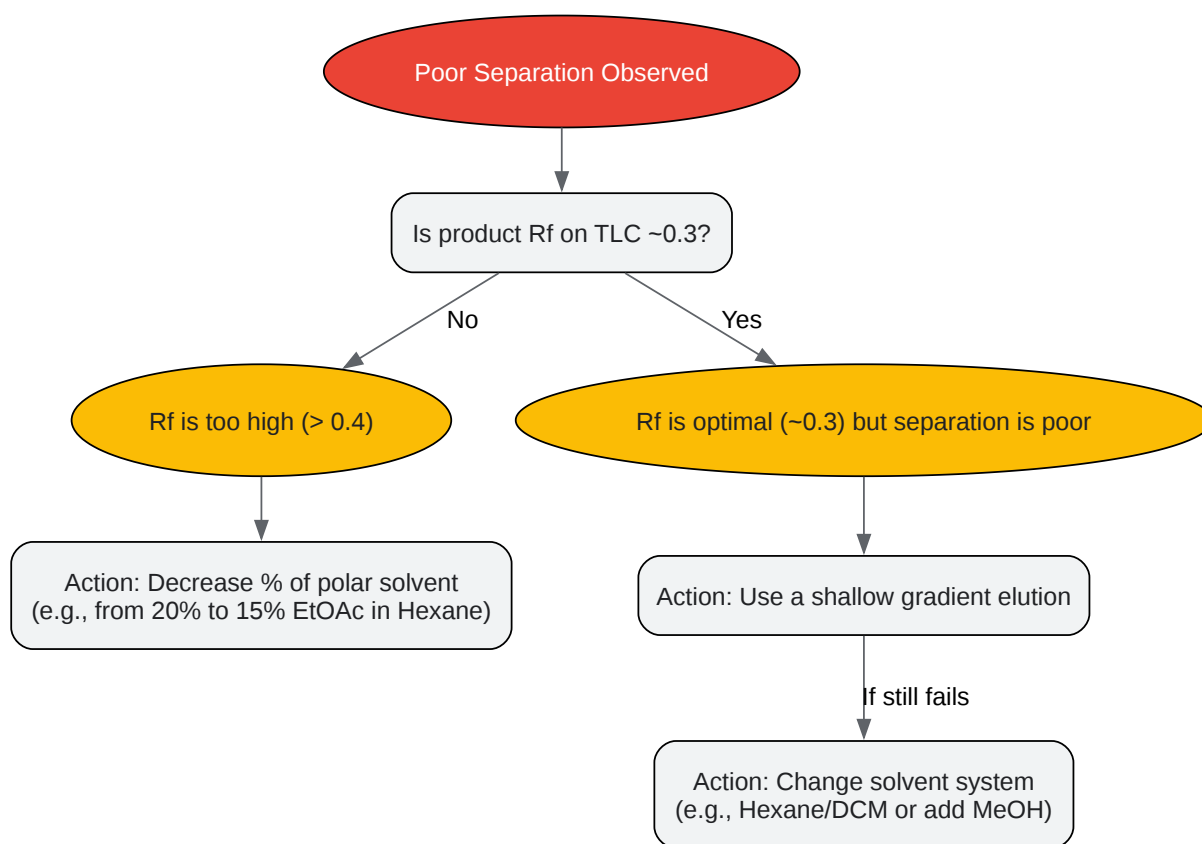 Poor Separation Observed
Is product Rf on TLC ~0.3?
No
Yes
Rf is too high (> 0.4)
Rf is optimal (~0.3) but separation is poor
Action: Decrease % of polar solvent
(e.g., from 20% to 15% EtOAc in Hexane)
Action: Use a shallow gradient elution
If still fails
Action: Change solvent system
(e.g., Hexane/DCM or add MeOH)